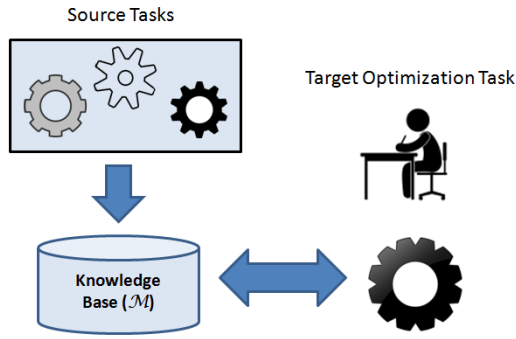 Source Tasks
Target Optimization Task
Knowledge
Base (ℳ)